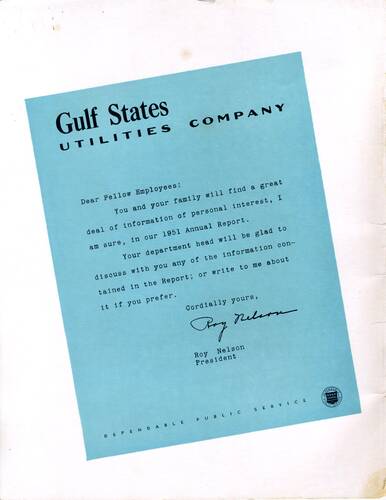 Gulf States
UTILITIES COMPANY
Dear Fellow Employees:
You and your family will find a great
deal of information of personal interest, I
am sure, in our 1951 Annual Report.
Your department head will be glad to
discuss with you any of the information con-
tained in the Report; or write to me about
it if you prefer.
Cordially yours,
Roy Nelson
Roy Nelson
President
DEPENDABLE PUBLIC SERVICE